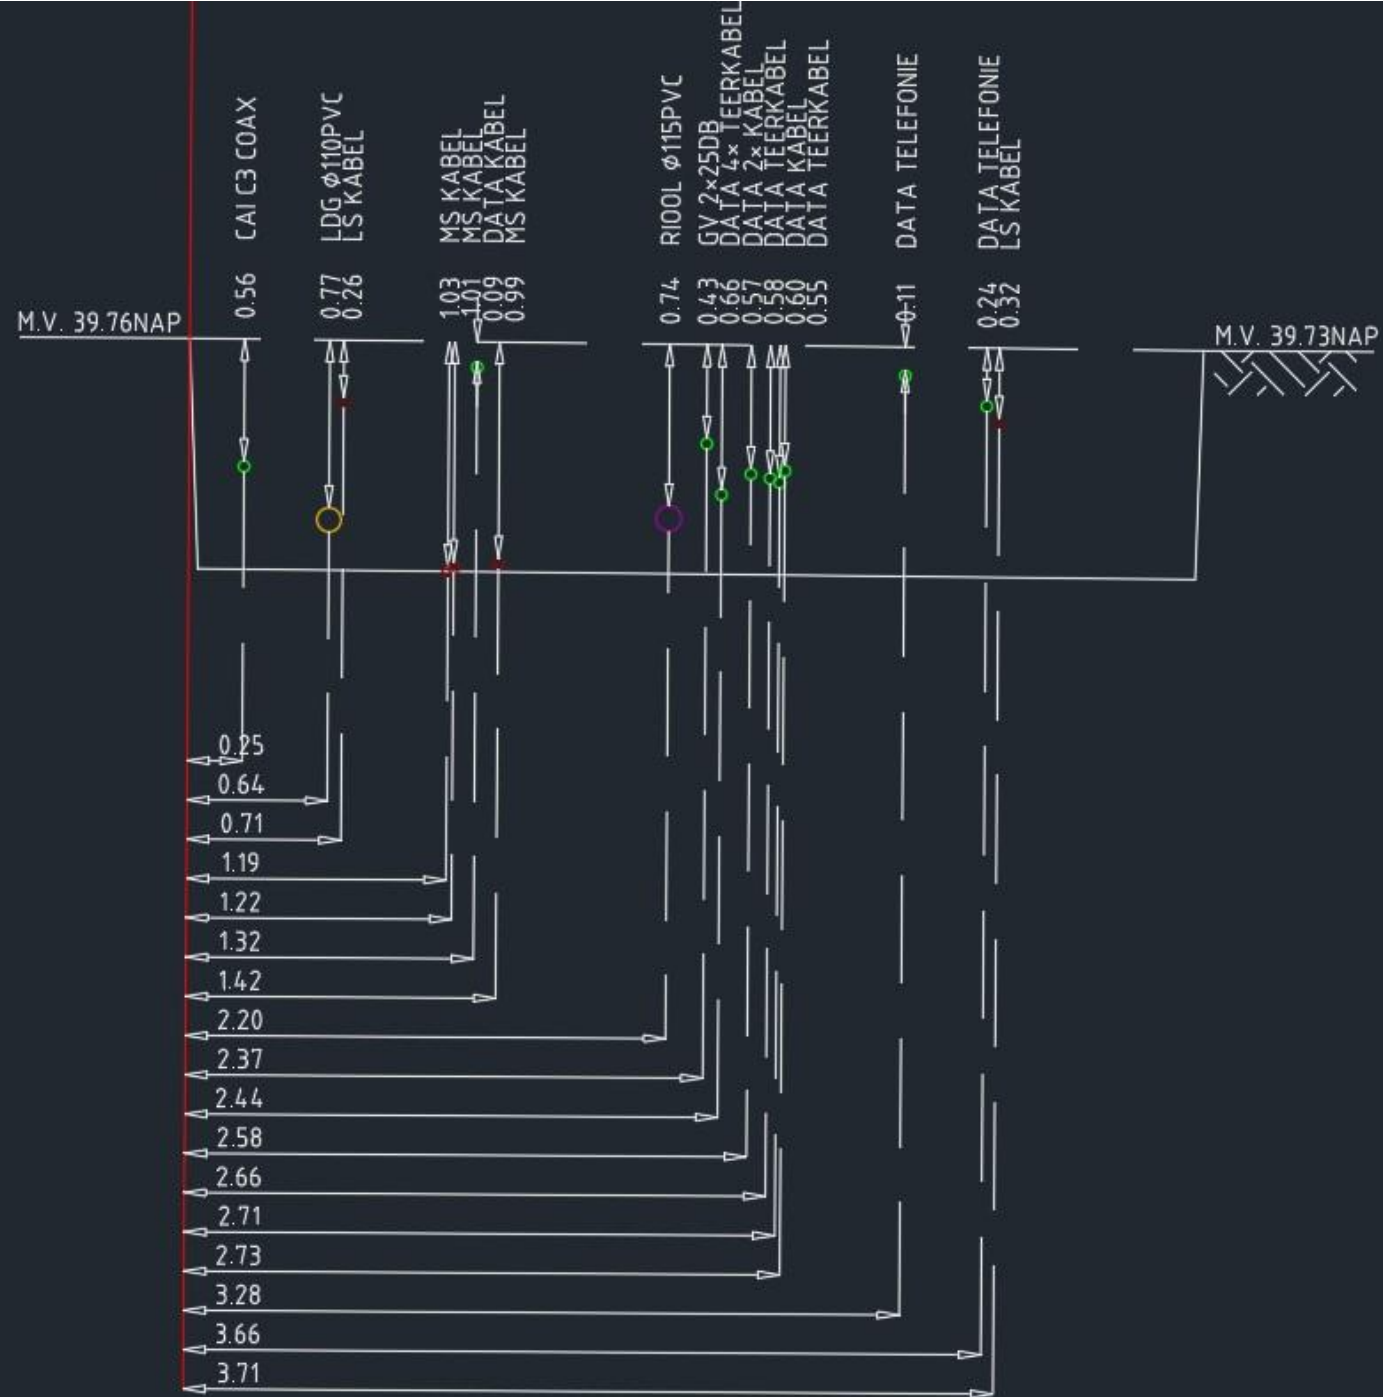 CAI C3 COAX
LDG ø110PVC
LS KABEL
MS KABEL
MS KABEL
DATA KABEL
MS KABEL
RIOOL ø115PVC
GV 2×25DB
DATA 4× TEERKABEL
DATA 2× KABEL
DATA TEERKABEL
DATA KABEL
DATA TEERKABEL
DATA TELEFONIE
DATA TELEFONIE
LS KABEL
0.56
0.77
0.26
1.03
1.01
0.09
0.99
0.74
0.43
0.66
0.57
0.58
0.60
0.55
0.11
0.24
0.32
M.V. 39.76NAP
M.V. 39.73NAP
0.25
0.64
0.71
1.19
1.22
1.32
1.42
2.20
2.37
2.44
2.58
2.66
2.71
2.73
3.28
3.66
3.71